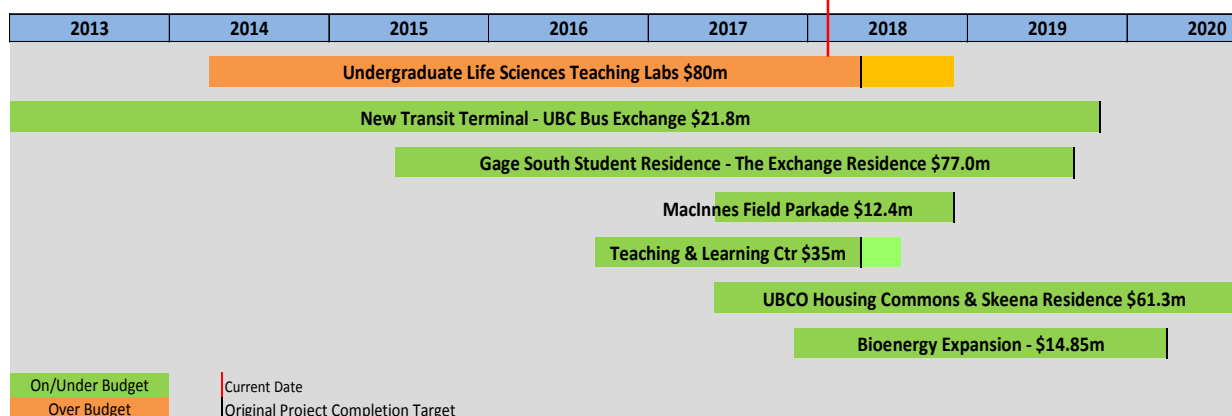 2013 2014 2015 2016 2017 2018 2019 2020
Undergraduate Life Sciences Teaching Labs $80m
New Transit Terminal - UBC Bus Exchange $21.8m
Gage South Student Residence - The Exchange Residence $77.0m
MacInnes Field Parkade $12.4m
Teaching & Learning Ctr $35m
UBCO Housing Commons & Skeena Residence $61.3m
Bioenergy Expansion - $14.85m
On/Under Budget Current Date
Over Budget Original Project Completion Target